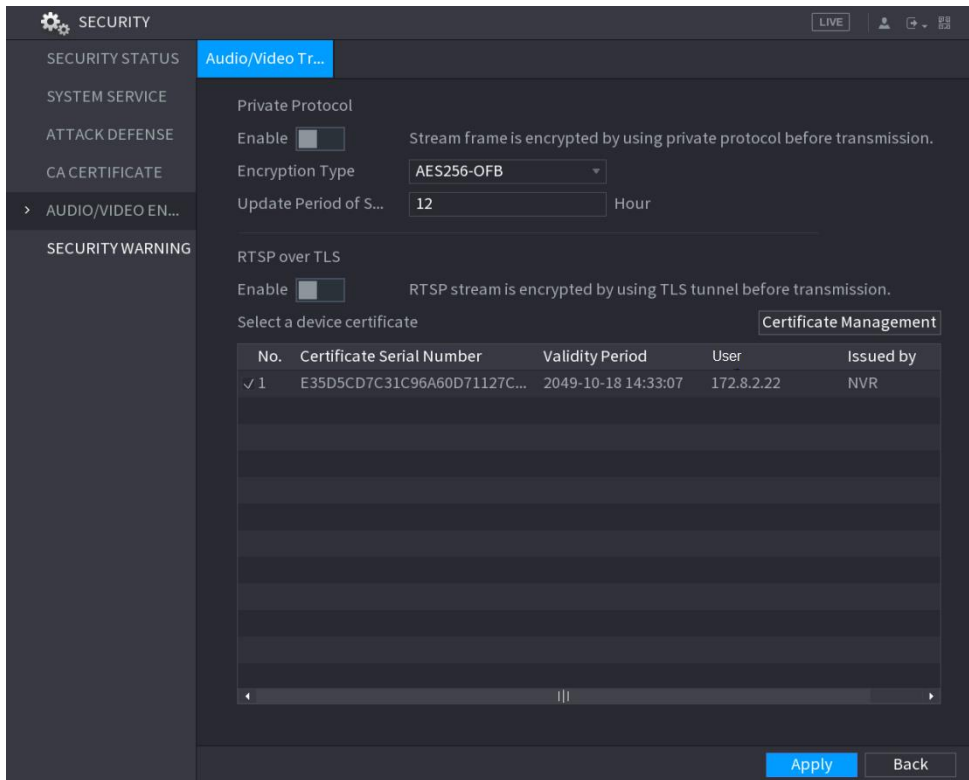 SECURITY
LIVE
SECURITY STATUS
SYSTEM SERVICE
ATTACK DEFENSE
CA CERTIFICATE
AUDIO/VIDEO EN...
SECURITY WARNING
Audio/Video Tr...
Private Protocol
Enable Stream frame is encrypted by using private protocol before transmission.
Encryption Type AES256-OFB
Update Period of S... 12 Hour
RTSP over TLS
Enable RTSP stream is encrypted by using TLS tunnel before transmission.
Select a device certificate Certificate Management
No. Certificate Serial Number Validity Period User Issued by
1 E35D5CD7C31C96A60D71127C... 2049-10-18 14:33:07 172.8.2.22 NVR
Apply Back